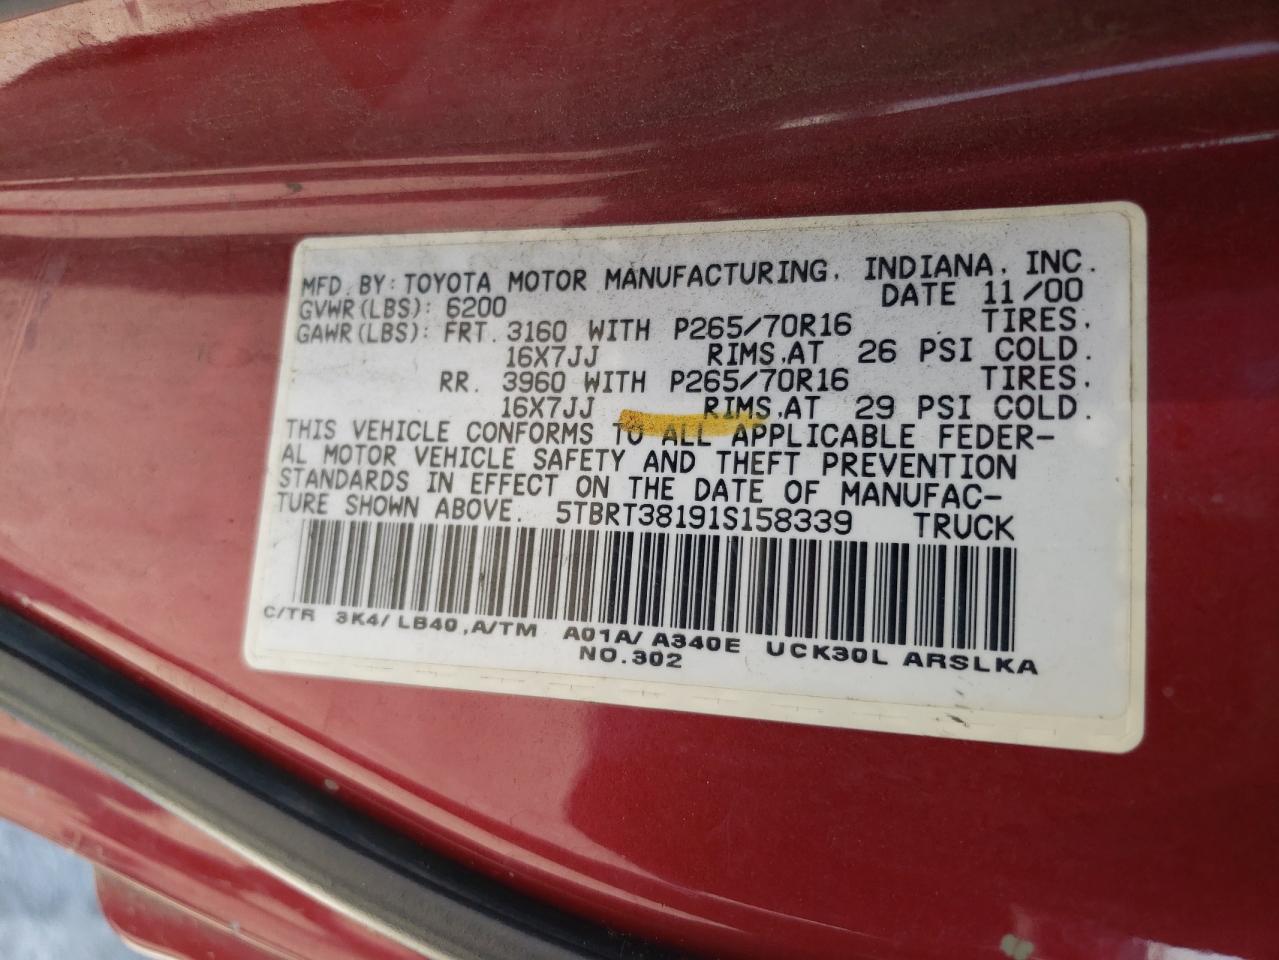 MFD. BY: TOYOTA MOTOR MANUFACTURING, INDIANA, INC.
GVWR(LBS): 6200 DATE 11/00
GAWR(LBS): FRT. 3160 WITH P265/70R16 TIRES.
16X7JJ RIMS,AT 26 PSI COLD.
RR. 3960 WITH P265/70R16 TIRES.
16X7JJ RIMS,AT 29 PSI COLD.
THIS VEHICLE CONFORMS TO ALL APPLICABLE FEDER-
AL MOTOR VEHICLE SAFETY AND THEFT PREVENTION
STANDARDS IN EFFECT ON THE DATE OF MANUFAC-
TURE SHOWN ABOVE. 5TBRT38191S158339 TRUCK
C/TR 3K4/LB40,A/TM A01A/A340E UCK30L ARSLKA
NO.302